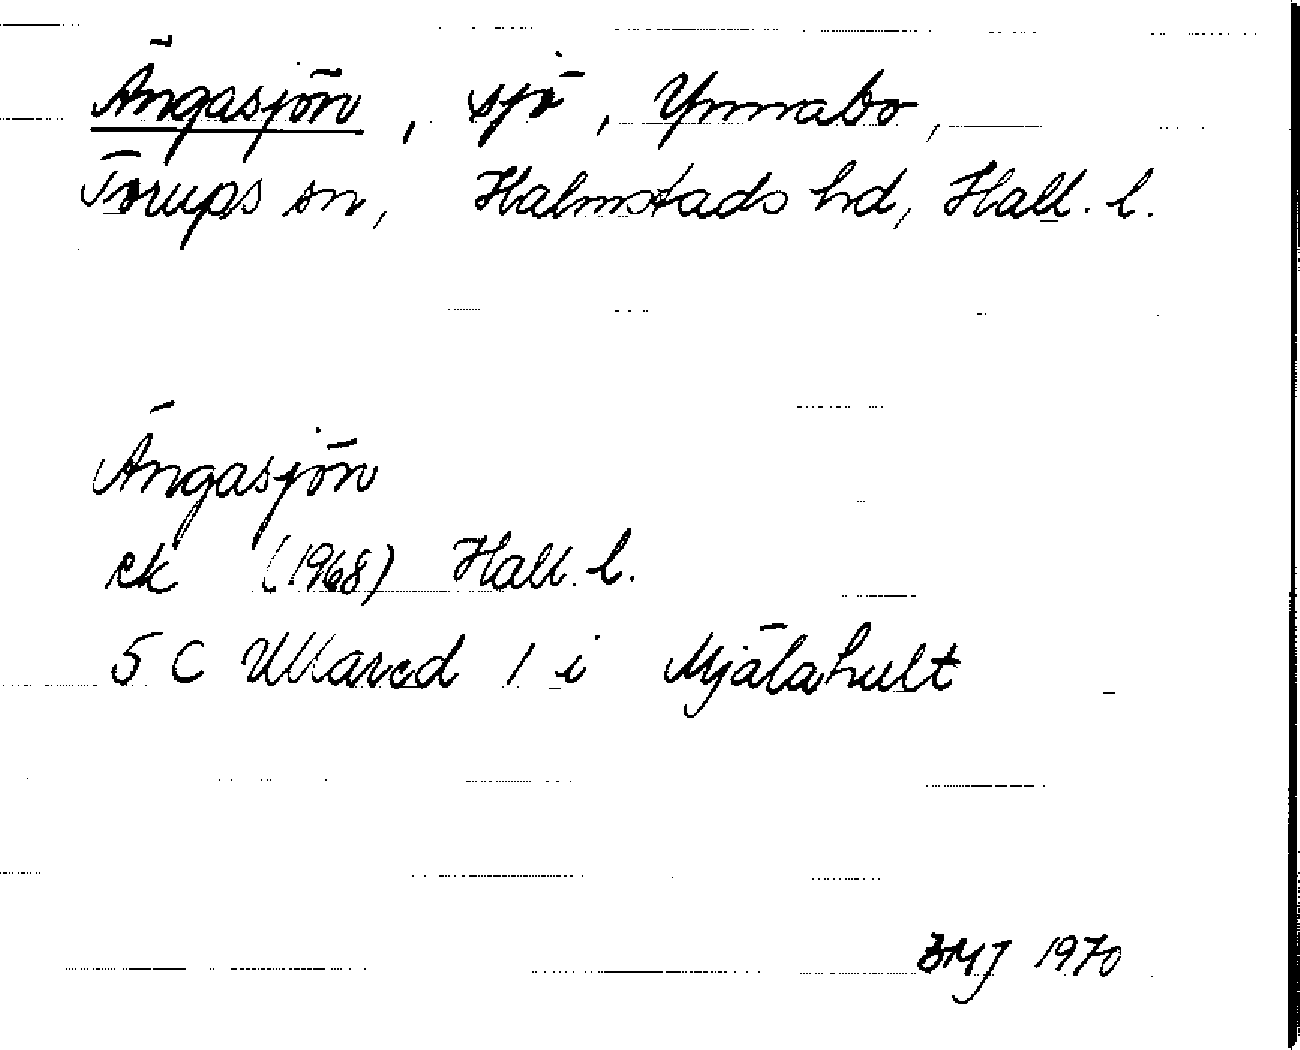 Ängasjön, sjö, Ynnabo,
Torups sn, Halmstads hd, Hall. l.
Ängasjön
ek (1968) Hall. l.
5 C Ullared 1 i Mjälahult
BMJ 1970